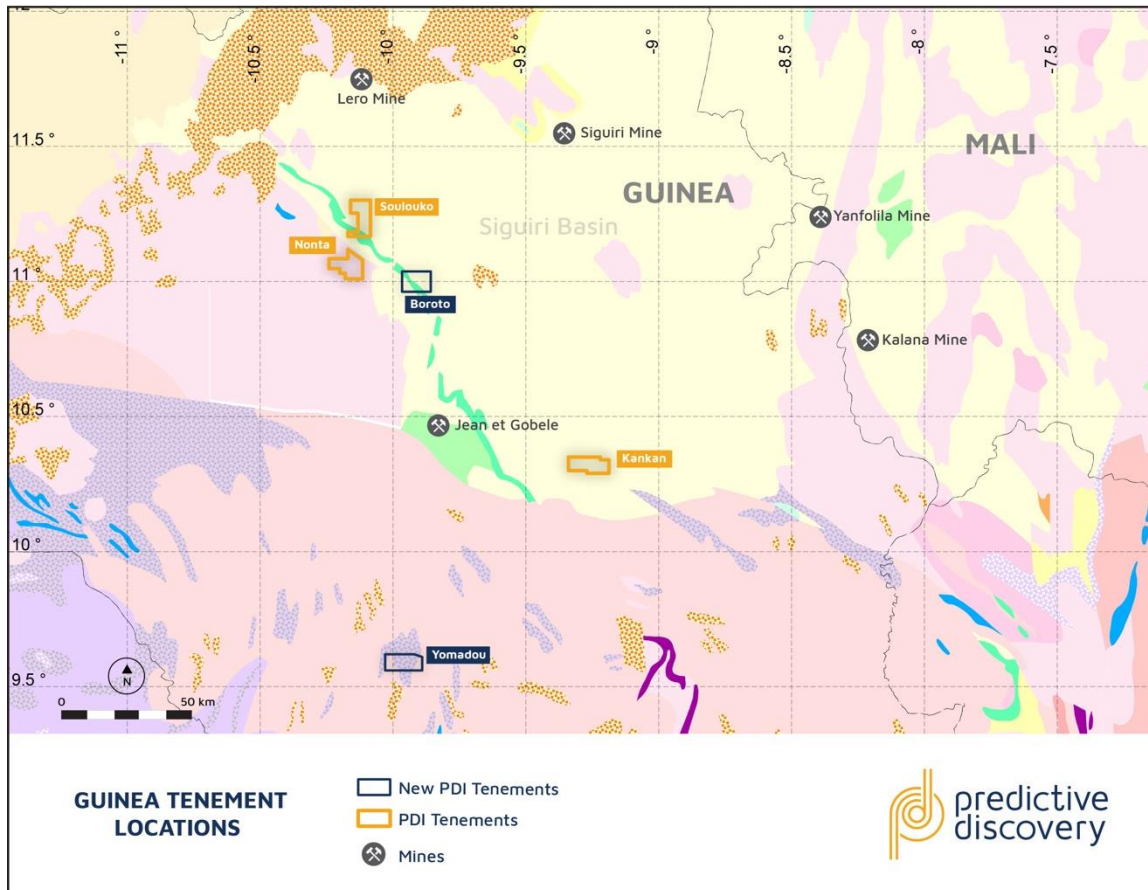 12
-11
-10.5
-10
-9.5
-9
-8.5
-8
-7.5
Lero Mine
11.5°
Siguiri Mine
MALI
GUINEA
Soulouko
Yanfolila Mine
Siguiri Basin
Nonta
11°
Boroto
Kalana Mine
10.5°
Jean et Gobele
Kankan
10°
Yomadou
9.5°
N
0 50 km
GUINEA TENEMENT
LOCATIONS
New PDI Tenements
PDI Tenements
Mines
predictive
discovery